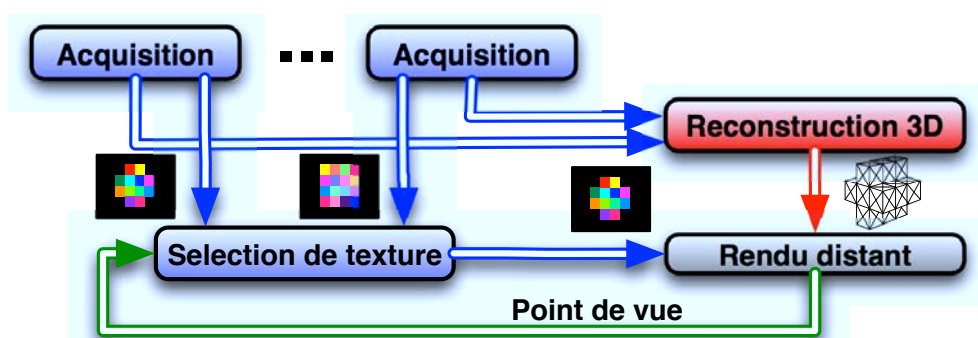 Acquisition
Acquisition
Reconstruction 3D
Selection de texture
Rendu distant
Point de vue